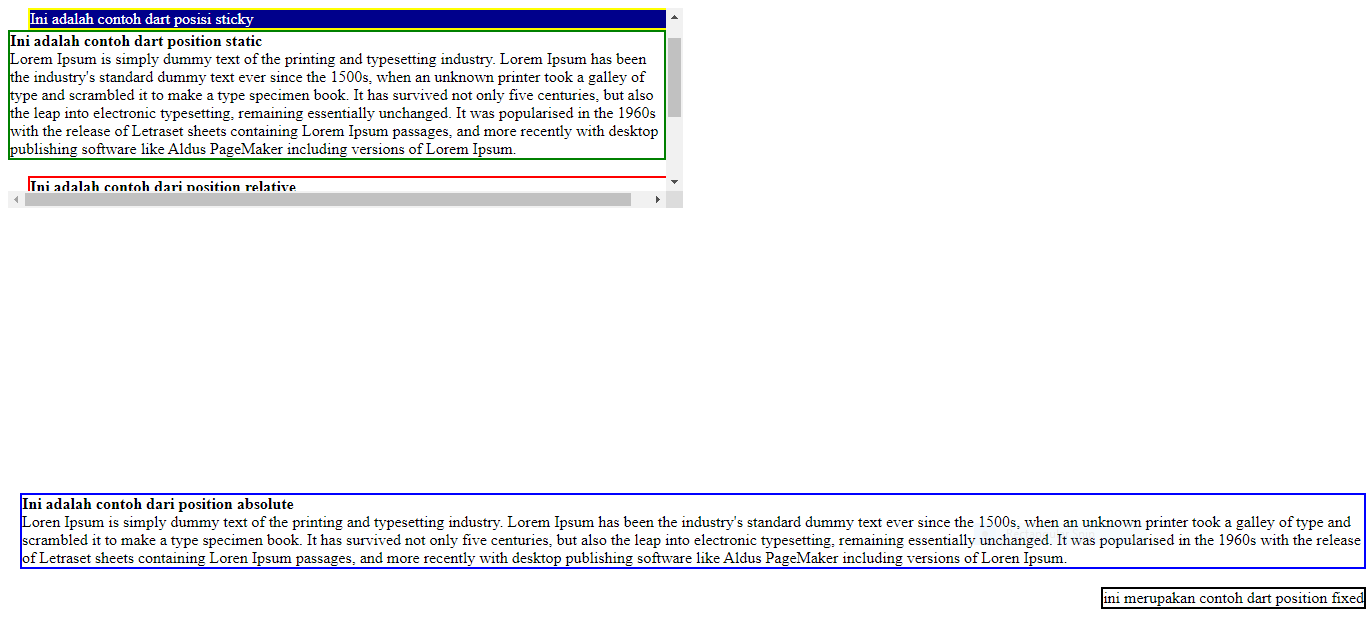 Ini adalah contoh dart posisi sticky
Ini adalah contoh dart position static
Lorem Ipsum is simply dummy text of the printing and typesetting industry. Lorem Ipsum has been
the industry's standard dummy text ever since the 1500s, when an unknown printer took a galley of
type and scrambled it to make a type specimen book. It has survived not only five centuries, but also
the leap into electronic typesetting, remaining essentially unchanged. It was popularised in the 1960s
with the release of Letraset sheets containing Lorem Ipsum passages, and more recently with desktop
publishing software like Aldus PageMaker including versions of Lorem Ipsum.
Ini adalah contoh dari position relative
Ini adalah contoh dari position absolute
Loren Ipsum is simply dummy text of the printing and typesetting industry. Lorem Ipsum has been the industry's standard dummy text ever since the 1500s, when an unknown printer took a galley of type and
scrambled it to make a type specimen book. It has survived not only five centuries, but also the leap into electronic typesetting, remaining essentially unchanged. It was popularised in the 1960s with the release
of Letraset sheets containing Loren Ipsum passages, and more recently with desktop publishing software like Aldus PageMaker including versions of Loren Ipsum.
ini merupakan contoh dart position fixed